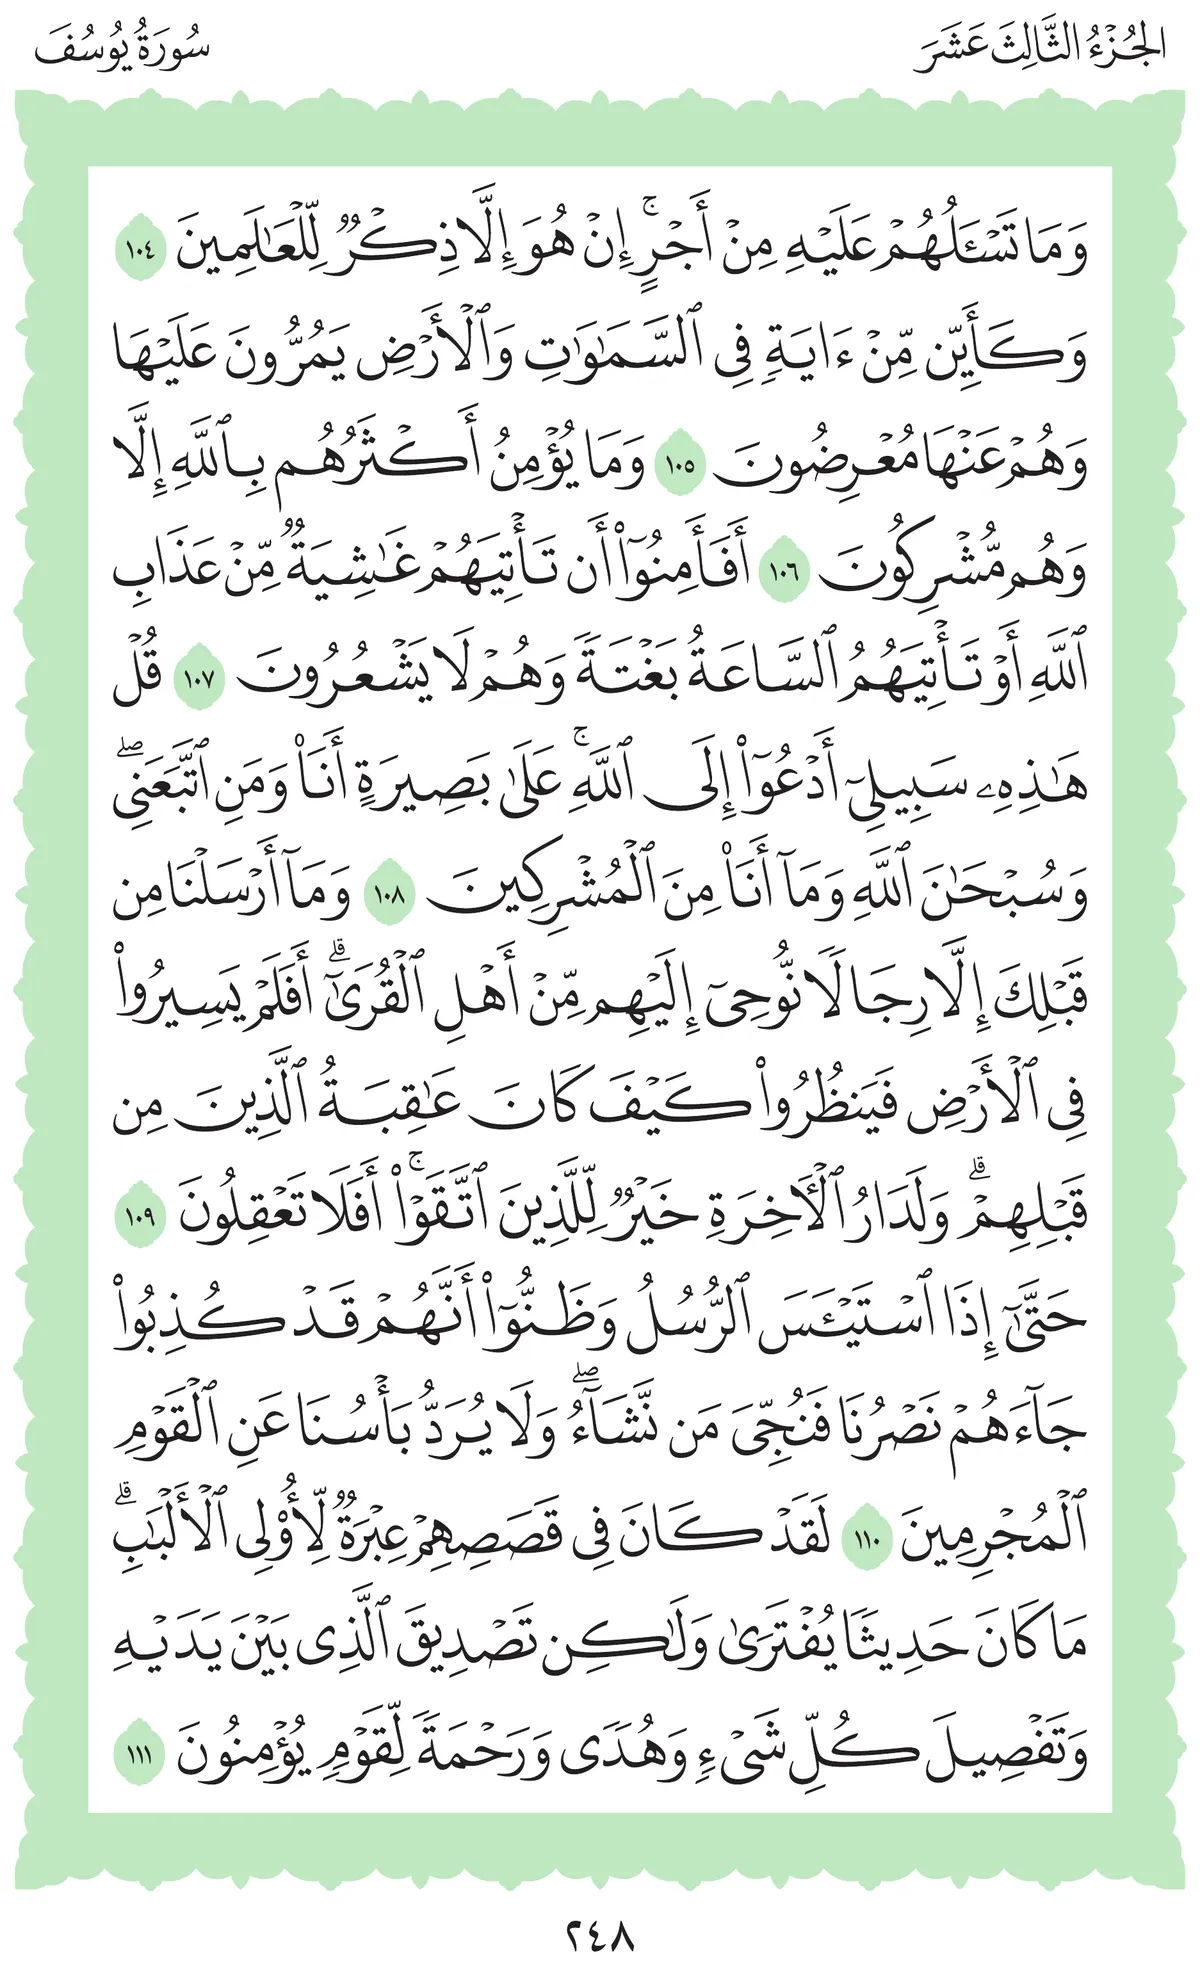 الجُزْءُ الثَّالِثَ عَشَرَ
سُورَةُ يُوسُفَ
وَمَا تَسْـَٔلُهُمْ عَلَيْهِ مِنْ أَجْرٍۚ إِنْ هُوَ إِلَّا ذِكْرٌ لِّلْعَـٰلَمِينَ ١٠٤
وَكَأَيِّن مِّنْ ءَايَةٍ فِى ٱلسَّمَـٰوَٰتِ وَٱلْأَرْضِ يَمُرُّونَ عَلَيْهَا
وَهُمْ عَنْهَا مُعْرِضُونَ ١٠٥ وَمَا يُؤْمِنُ أَكْثَرُهُم بِٱللَّهِ إِلَّا
وَهُم مُّشْرِكُونَ ١٠٦ أَفَأَمِنُوٓا۟ أَن تَأْتِيَهُمْ غَـٰشِيَةٌ مِّنْ عَذَابِ
ٱللَّهِ أَوْ تَأْتِيَهُمُ ٱلسَّاعَةُ بَغْتَةً وَهُمْ لَا يَشْعُرُونَ ١٠٧ قُلْ
هَـٰذِهِۦ سَبِيلِىٓ أَدْعُوٓا۟ إِلَى ٱللَّهِۚ عَلَىٰ بَصِيرَةٍ أَنَا۠ وَمَنِ ٱتَّبَعَنِىۖ
وَسُبْحَـٰنَ ٱللَّهِ وَمَآ أَنَا۠ مِنَ ٱلْمُشْرِكِينَ ١٠٨ وَمَآ أَرْسَلْنَا مِن
قَبْلِكَ إِلَّا رِجَالًا نُّوحِىٓ إِلَيْهِم مِّنْ أَهْلِ ٱلْقُرَىٰٓۗ أَفَلَمْ يَسِيرُوا۟
فِى ٱلْأَرْضِ فَيَنظُرُوا۟ كَيْفَ كَانَ عَـٰقِبَةُ ٱلَّذِينَ مِن
قَبْلِهِمْۗ وَلَدَارُ ٱلْـَٔاخِرَةِ خَيْرٌ لِّلَّذِينَ ٱتَّقَوْا۟ۚ أَفَلَا تَعْقِلُونَ ١٠٩
حَتَّىٰٓ إِذَا ٱسْتَيْـَٔسَ ٱلرُّسُلُ وَظَنُّوٓا۟ أَنَّهُمْ قَدْ كُذِبُوا۟
جَآءَهُمْ نَصْرُنَا فَنُجِّىَ مَن نَّشَآءُۖ وَلَا يُرَدُّ بَأْسُنَا عَنِ ٱلْقَوْمِ
ٱلْمُجْرِمِينَ ١١٠ لَقَدْ كَانَ فِى قَصَصِهِمْ عِبْرَةٌ لِّأُو۟لِى ٱلْأَلْبَـٰبِۗ
مَا كَانَ حَدِيثًا يُفْتَرَىٰ وَلَـٰكِن تَصْدِيقَ ٱلَّذِى بَيْنَ يَدَيْهِ
وَتَفْصِيلَ كُلِّ شَىْءٍ وَهُدًى وَرَحْمَةً لِّقَوْمٍ يُؤْمِنُونَ ١١١
٢٤٨